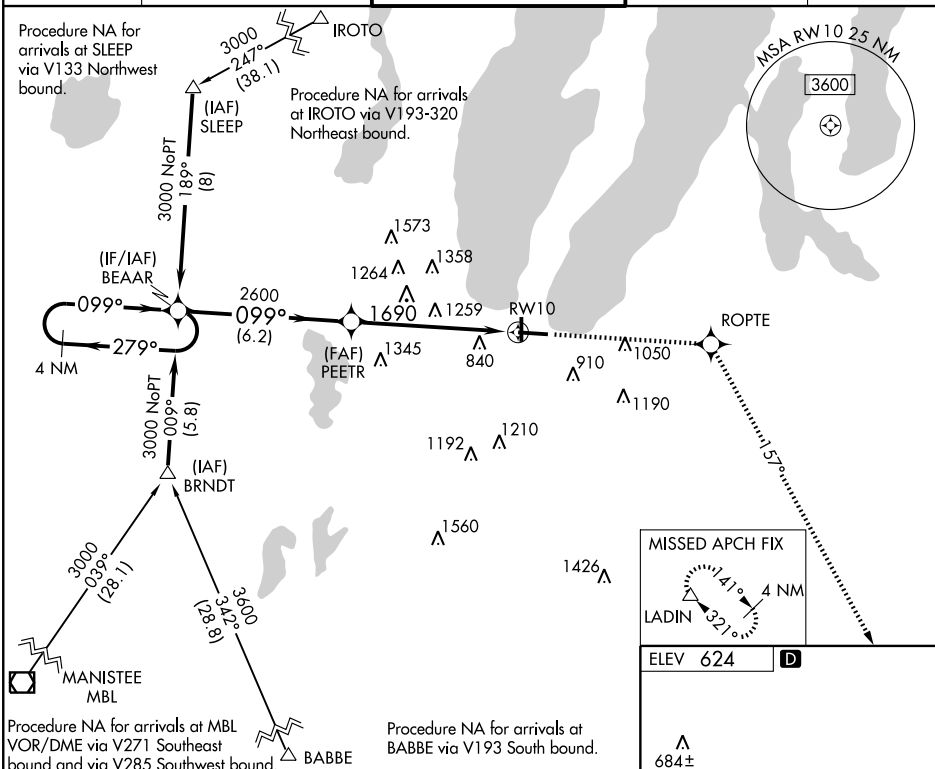 Procedure NA for
arrivals at SLEEP
via V133 Northwest
bound.
IROTO
3000
247°
(38.1)
(IAF)
SLEEP
Procedure NA for arrivals
at IROTO via V193-320
Northeast bound.
MSA RW10 25 NM
3600
3000 NoPT
189°
(8)
1573
1264
1358
(IF/IAF)
BEAAR
099°
2600
099°
(6.2)
1690
1259
RW10
ROPTE
279°
4 NM
(FAF)
PEETR
1345
840
910
1050
1190
3000 NoPT
009°
(5.8)
1192
1210
157°
(IAF)
BRNDT
1560
1426
3000
039°
(28.1)
3600
342°
(28.8)
MISSED APCH FIX
141°
4 NM
LADIN
321°
ELEV 624
D
MANISTEE
MBL
Procedure NA for arrivals at MBL
VOR/DME via V271 Southeast
bound and via V285 Southwest bound
BABBE
Procedure NA for arrivals at
BABBE via V193 South bound.
684±